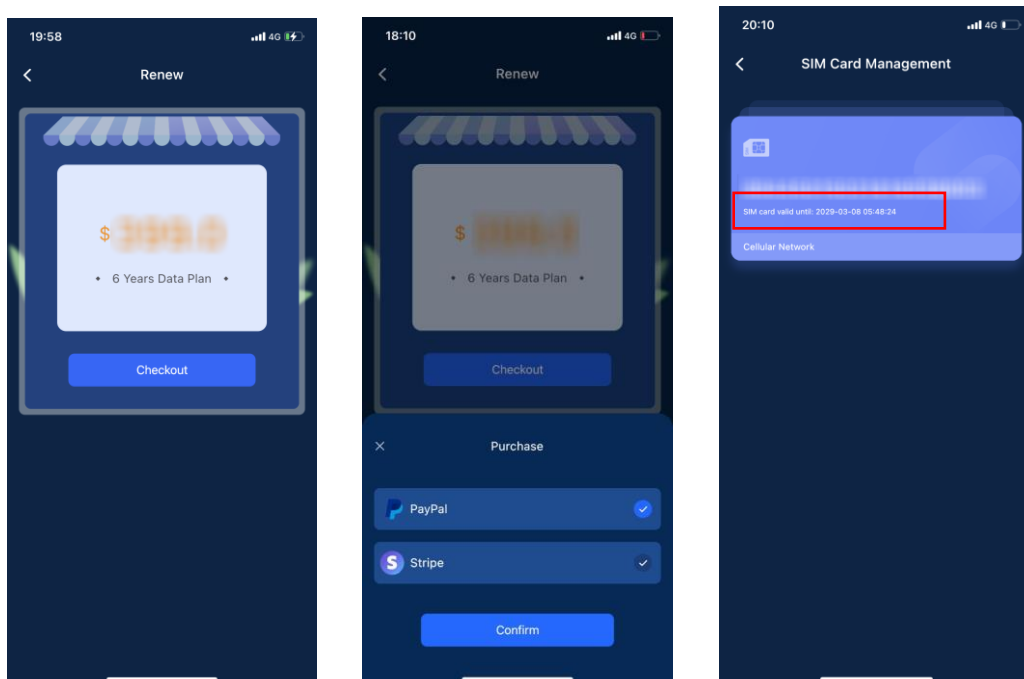 19:58
4G
Renew
$
• 6 Years Data Plan •
Checkout
18:10
4G
Renew
$
• 6 Years Data Plan •
Checkout
Purchase
PayPal
Stripe
Confirm
20:10
4G
SIM Card Management
SIM card valid until: 2029-03-08 05:48:24
Cellular Network